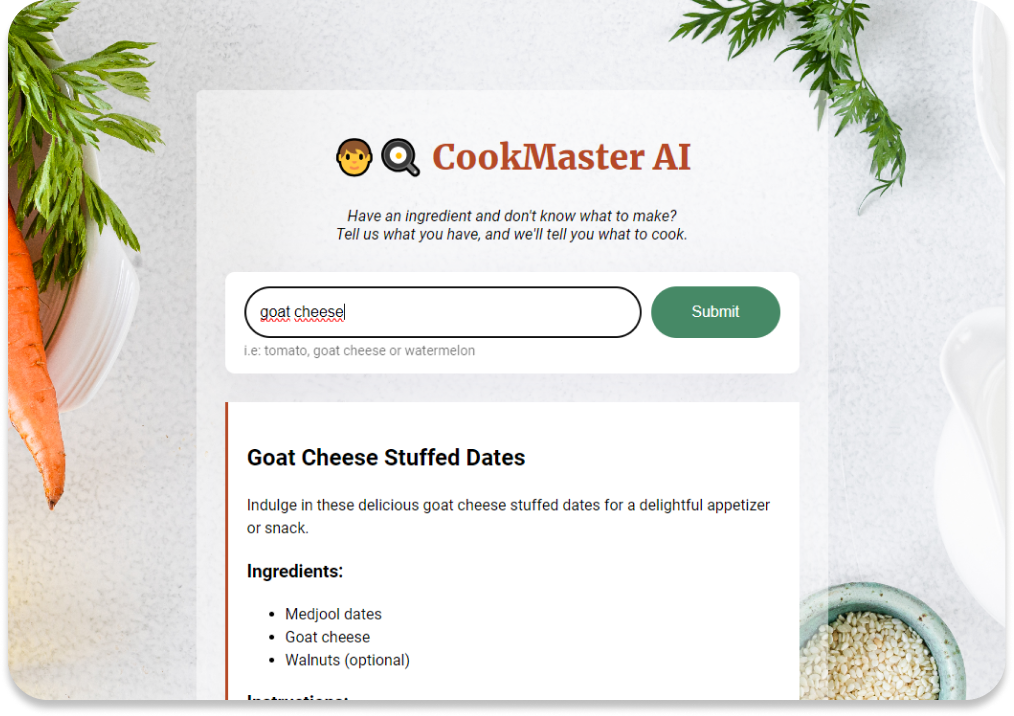 CookMaster AI
Have an ingredient and don't know what to make?
Tell us what you have, and we'll tell you what to cook.
goat cheese
Submit
i.e: tomato, goat cheese or watermelon
Goat Cheese Stuffed Dates
Indulge in these delicious goat cheese stuffed dates for a delightful appetizer
or snack.
Ingredients:
Medjool dates
Goat cheese
Walnuts (optional)
Instructions: